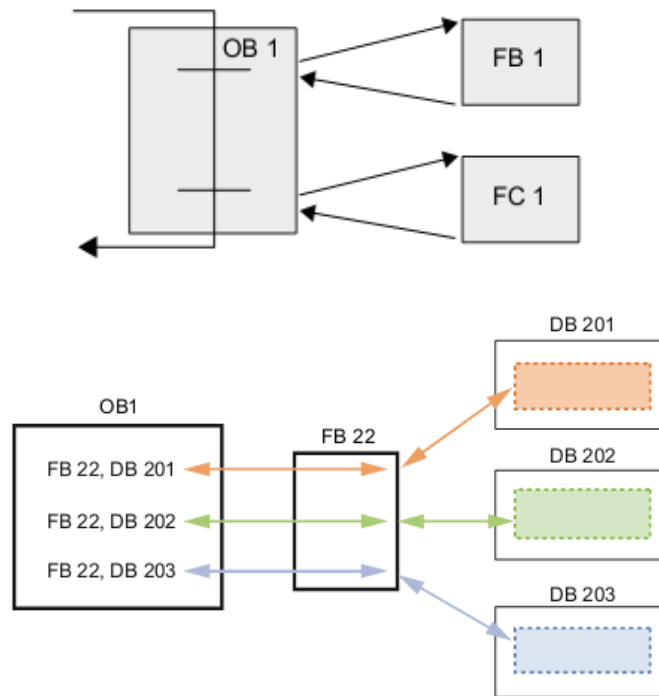 OB 1
FB 1
FC 1
DB 201
OB1
FB 22
FB 22, DB 201
DB 202
FB 22, DB 202
FB 22, DB 203
DB 203